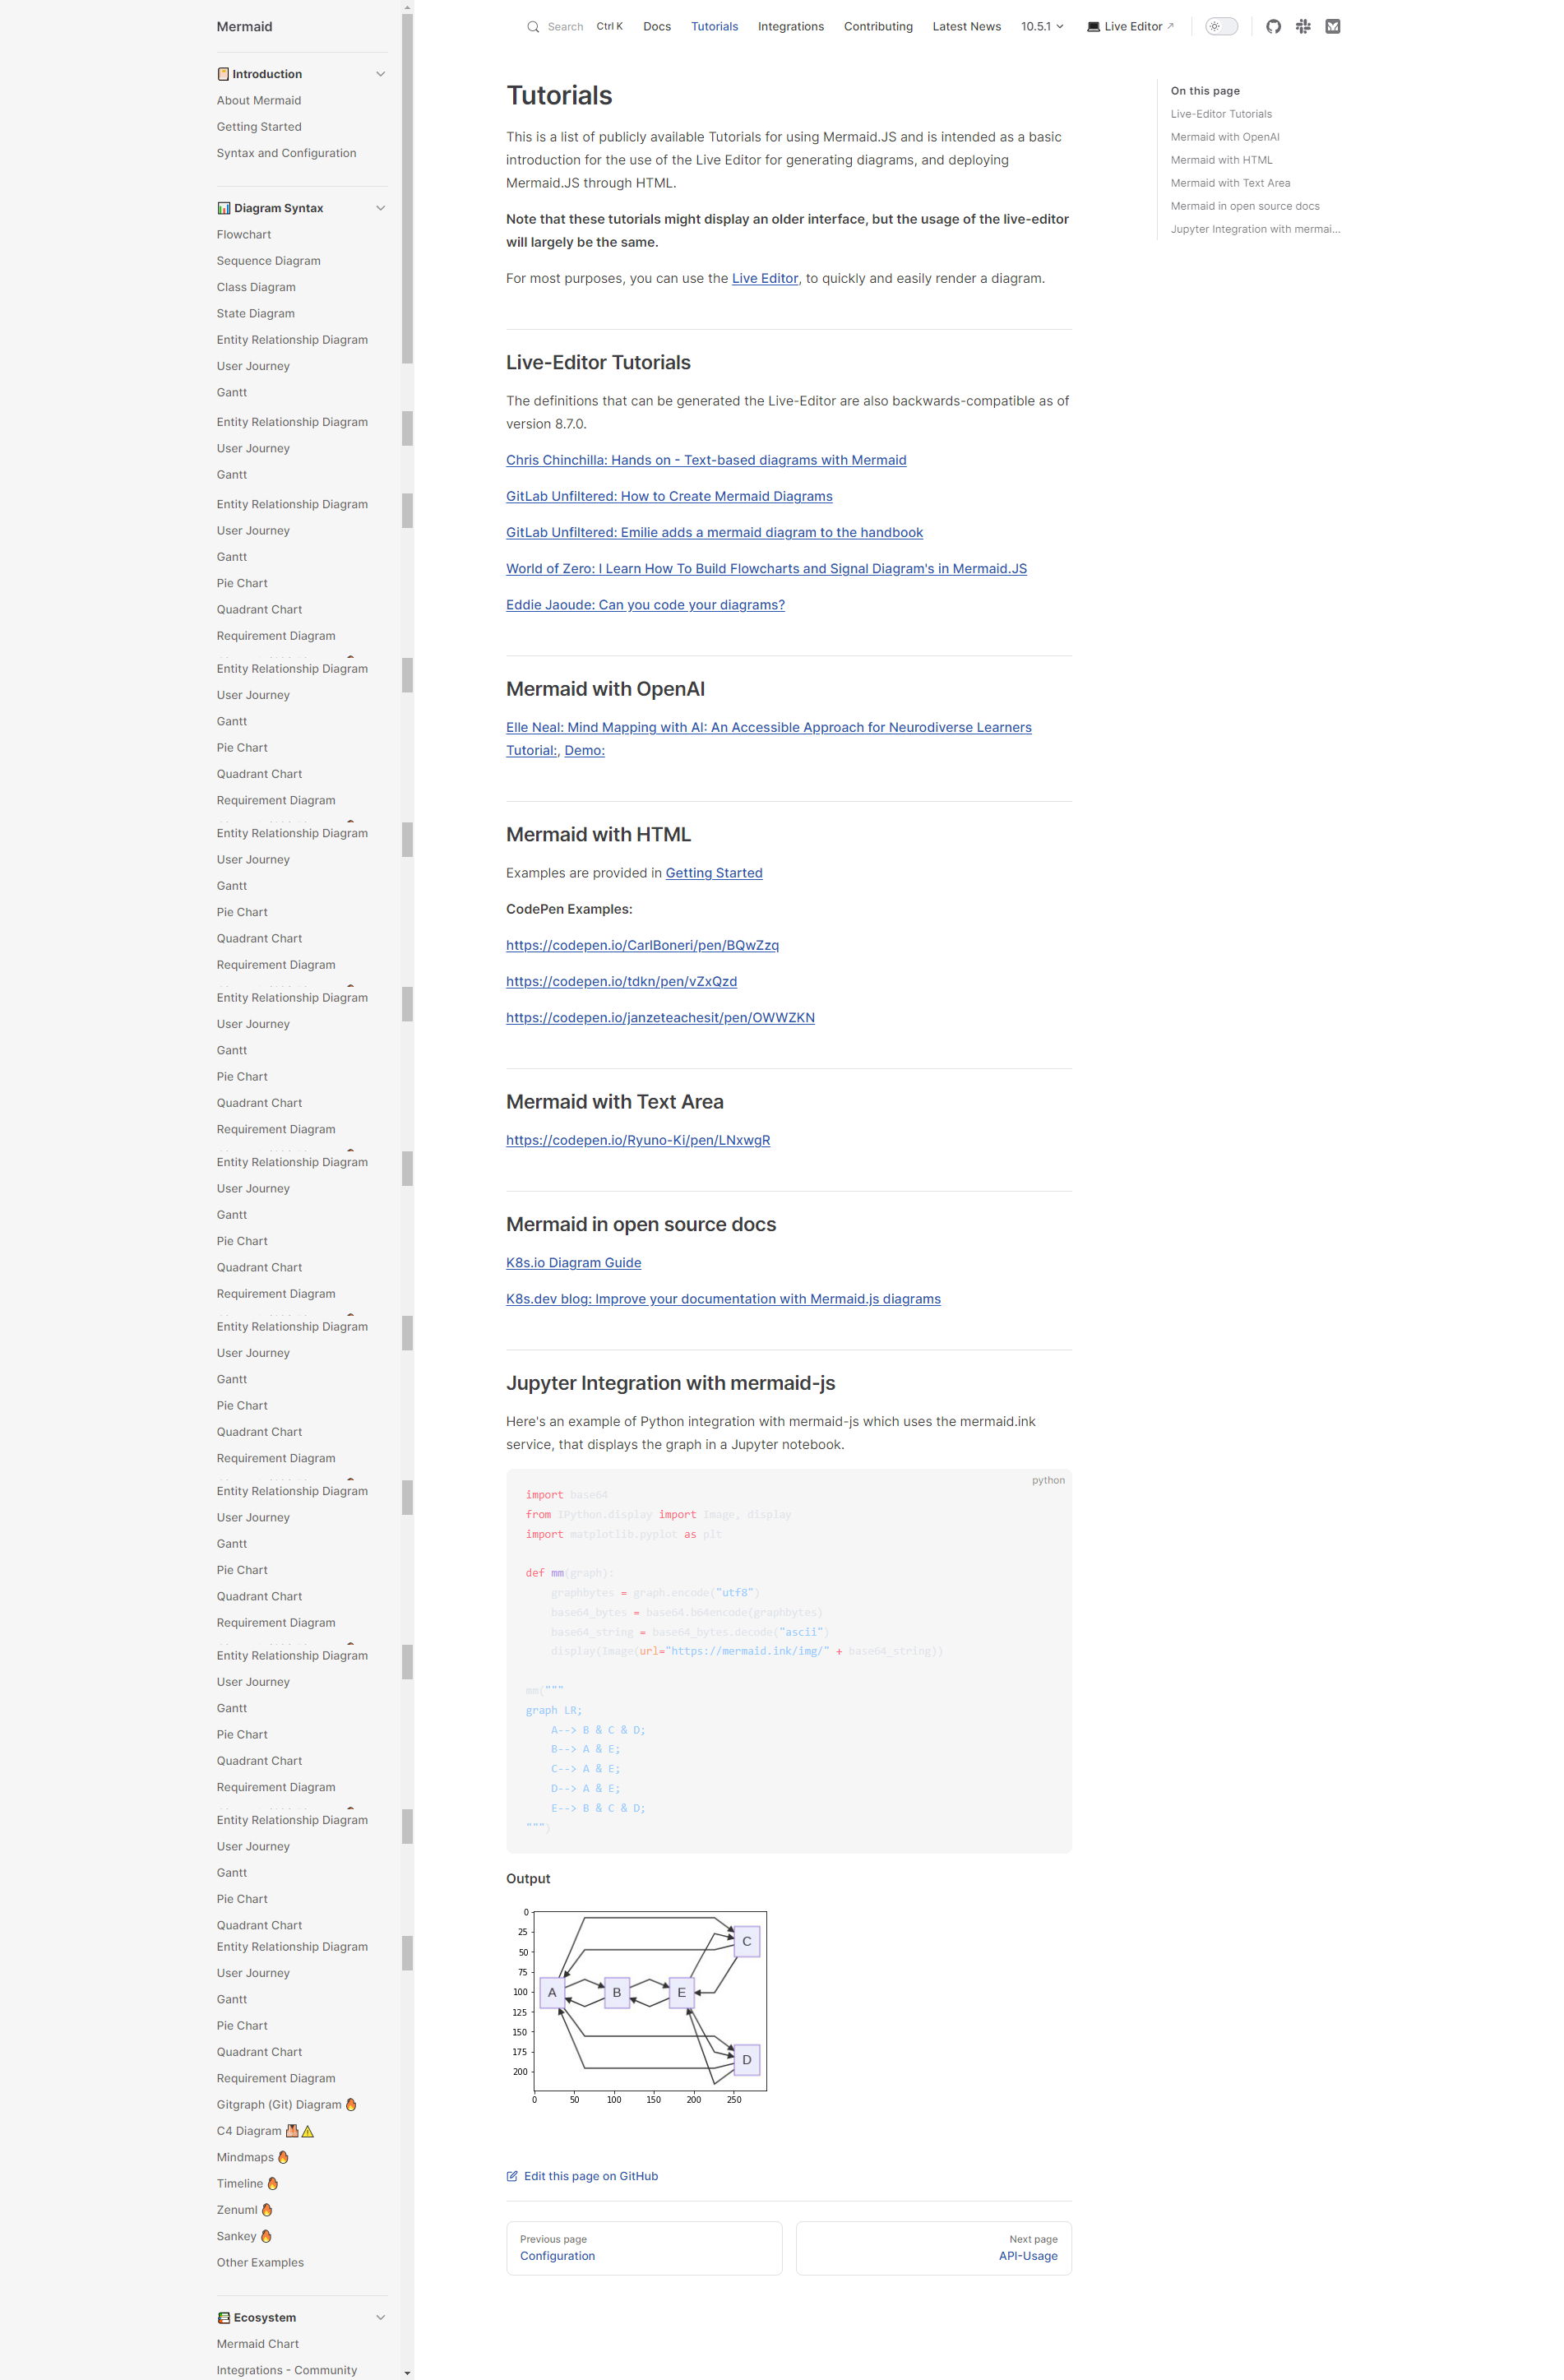 Mermaid
Introduction
About Mermaid
Getting Started
Syntax and Configuration
Diagram Syntax
Flowchart
Sequence Diagram
Class Diagram
State Diagram
Entity Relationship Diagram
User Journey
Gantt
Entity Relationship Diagram
User Journey
Gantt
Entity Relationship Diagram
User Journey
Gantt
Pie Chart
Quadrant Chart
Requirement Diagram
Entity Relationship Diagram
User Journey
Gantt
Pie Chart
Quadrant Chart
Requirement Diagram
Entity Relationship Diagram
User Journey
Gantt
Pie Chart
Quadrant Chart
Requirement Diagram
Entity Relationship Diagram
User Journey
Gantt
Pie Chart
Quadrant Chart
Requirement Diagram
Entity Relationship Diagram
User Journey
Gantt
Pie Chart
Quadrant Chart
Requirement Diagram
Entity Relationship Diagram
User Journey
Gantt
Pie Chart
Quadrant Chart
Requirement Diagram
Entity Relationship Diagram
User Journey
Gantt
Pie Chart
Quadrant Chart
Requirement Diagram
Entity Relationship Diagram
User Journey
Gantt
Pie Chart
Quadrant Chart
Requirement Diagram
Entity Relationship Diagram
User Journey
Gantt
Pie Chart
Quadrant Chart
Entity Relationship Diagram
User Journey
Gantt
Pie Chart
Quadrant Chart
Requirement Diagram
Gitgraph (Git) Diagram 🔥
C4 Diagram 🦺⚠️
Mindmaps 🔥
Timeline 🔥
Zenuml 🔥
Sankey 🔥
Other Examples
Ecosystem
Mermaid Chart
Integrations - Community
Search Ctrl K Docs Tutorials Integrations Contributing Latest News 10.5.1 💻 Live Editor ↗
Tutorials
This is a list of publicly available Tutorials for using Mermaid.JS and is intended as a basic
introduction for the use of the Live Editor for generating diagrams, and deploying
Mermaid.JS through HTML.
Note that these tutorials might display an older interface, but the usage of the live-editor
will largely be the same.
For most purposes, you can use the Live Editor, to quickly and easily render a diagram.
Live-Editor Tutorials
The definitions that can be generated the Live-Editor are also backwards-compatible as of
version 8.7.0.
Chris Chinchilla: Hands on - Text-based diagrams with Mermaid
GitLab Unfiltered: How to Create Mermaid Diagrams
GitLab Unfiltered: Emilie adds a mermaid diagram to the handbook
World of Zero: I Learn How To Build Flowcharts and Signal Diagram's in Mermaid.JS
Eddie Jaoude: Can you code your diagrams?
Mermaid with OpenAI
Elle Neal: Mind Mapping with AI: An Accessible Approach for Neurodiverse Learners
Tutorial:, Demo:
Mermaid with HTML
Examples are provided in Getting Started
CodePen Examples:
https://codepen.io/CarlBoneri/pen/BQwZzq
https://codepen.io/tdkn/pen/vZxQzd
https://codepen.io/janzeteachesit/pen/OWWZKN
Mermaid with Text Area
https://codepen.io/Ryuno-Ki/pen/LNxwgR
Mermaid in open source docs
K8s.io Diagram Guide
K8s.dev blog: Improve your documentation with Mermaid.js diagrams
Jupyter Integration with mermaid-js
Here's an example of Python integration with mermaid-js which uses the mermaid.ink
service, that displays the graph in a Jupyter notebook.
python
import base64
from IPython.display import Image, display
import matplotlib.pyplot as plt
def mm(graph):
    graphbytes = graph.encode("utf8")
    base64_bytes = base64.b64encode(graphbytes)
    base64_string = base64_bytes.decode("ascii")
    display(Image(url="https://mermaid.ink/img/" + base64_string))
mm("""
graph LR;
    A--> B & C & D;
    B--> A & E;
    C--> A & E;
    D--> A & E;
    E--> B & C & D;
""")
Output
0
25
50
75
100
125
150
175
200
0 50 100 150 200 250
C
A B E
D
Edit this page on GitHub
Previous page
Configuration
Next page
API-Usage
On this page
Live-Editor Tutorials
Mermaid with OpenAI
Mermaid with HTML
Mermaid with Text Area
Mermaid in open source docs
Jupyter Integration with mermai...